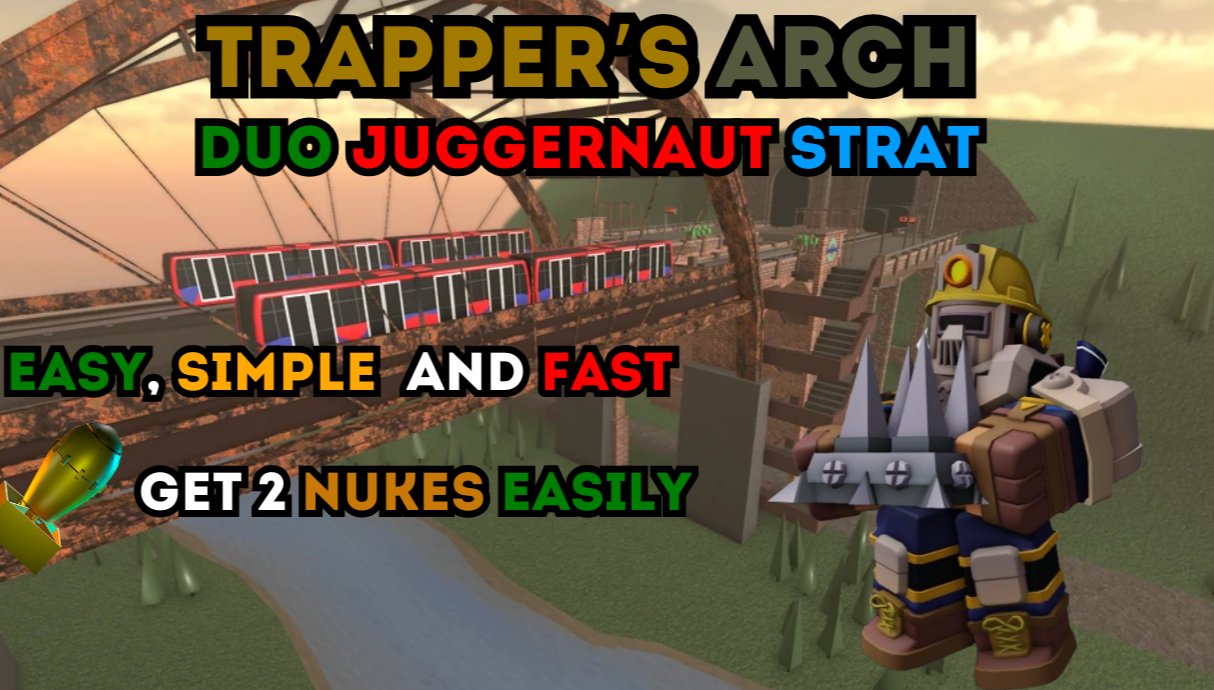 TRAPPER'S ARCH
DUO JUGGERNAUT STRAT
EASY, SIMPLE AND FAST
GET 2 NUKES EASILY